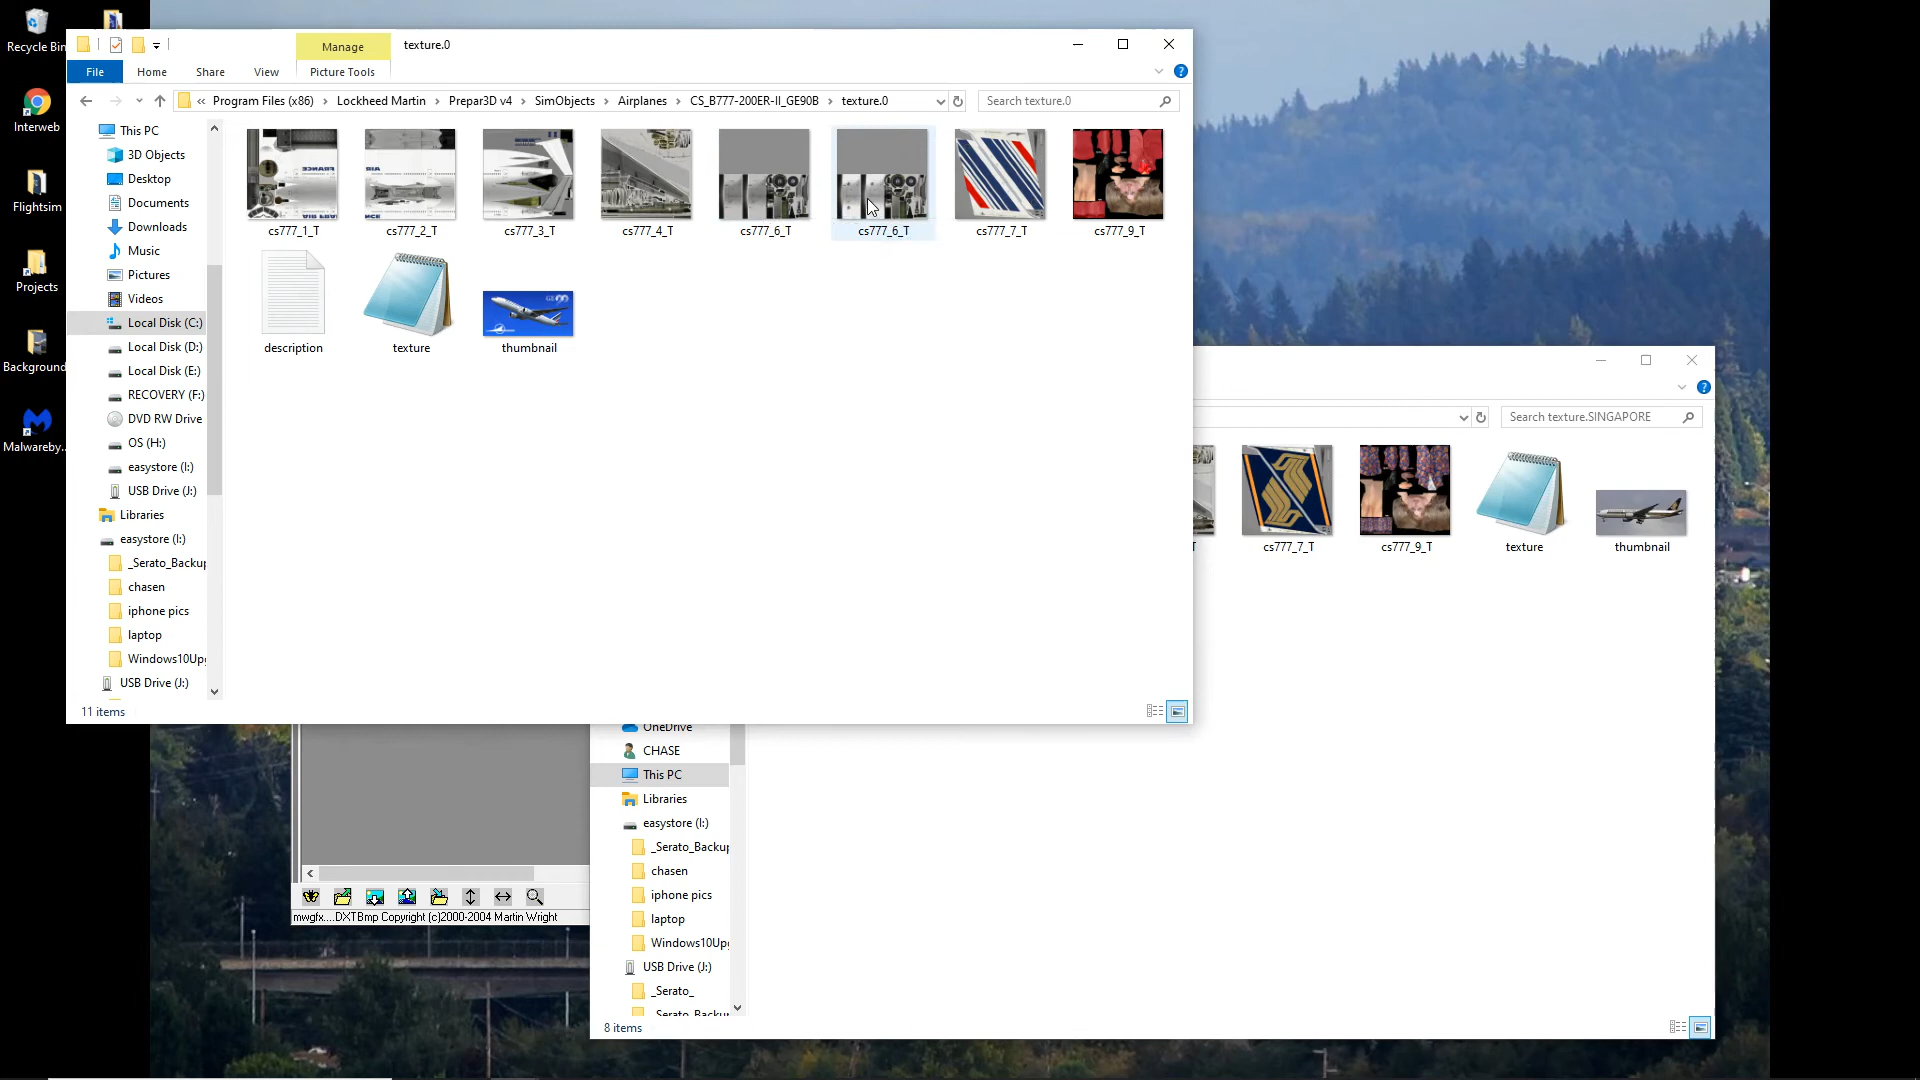 Recycle Bin
Interweb
Flightsim
Projects
Background
Malwareby...
Manage
texture.0
File
Home
Share
View
Picture Tools
« Program Files (x86) › Lockheed Martin › Prepar3D v4 › SimObjects › Airplanes › CS_B777-200ER-II_GE90B › texture.0
Search texture.0
This PC
3D Objects
Desktop
Documents
Downloads
Music
Pictures
Videos
Local Disk (C:)
Local Disk (D:)
Local Disk (E:)
RECOVERY (F:)
DVD RW Drive
OS (H:)
easystore (I:)
USB Drive (J:)
Libraries
easystore (I:)
_Serato_Backup
chasen
iphone pics
laptop
Windows10Upg
USB Drive (J:)
cs777_1_T
cs777_2_T
cs777_3_T
cs777_4_T
cs777_6_T
cs777_6_T
cs777_7_T
cs777_9_T
description
texture
thumbnail
11 items
Search texture.SINGAPORE
T
cs777_7_T
cs777_9_T
texture
thumbnail
OneDrive
CHASE
This PC
Libraries
easystore (I:)
_Serato_Backup
chasen
iphone pics
laptop
Windows10Upg
USB Drive (J:)
_Serato_
_Serato_Backup
8 items
mwgfx....DXTBmp Copyright (c)2000-2004 Martin Wright